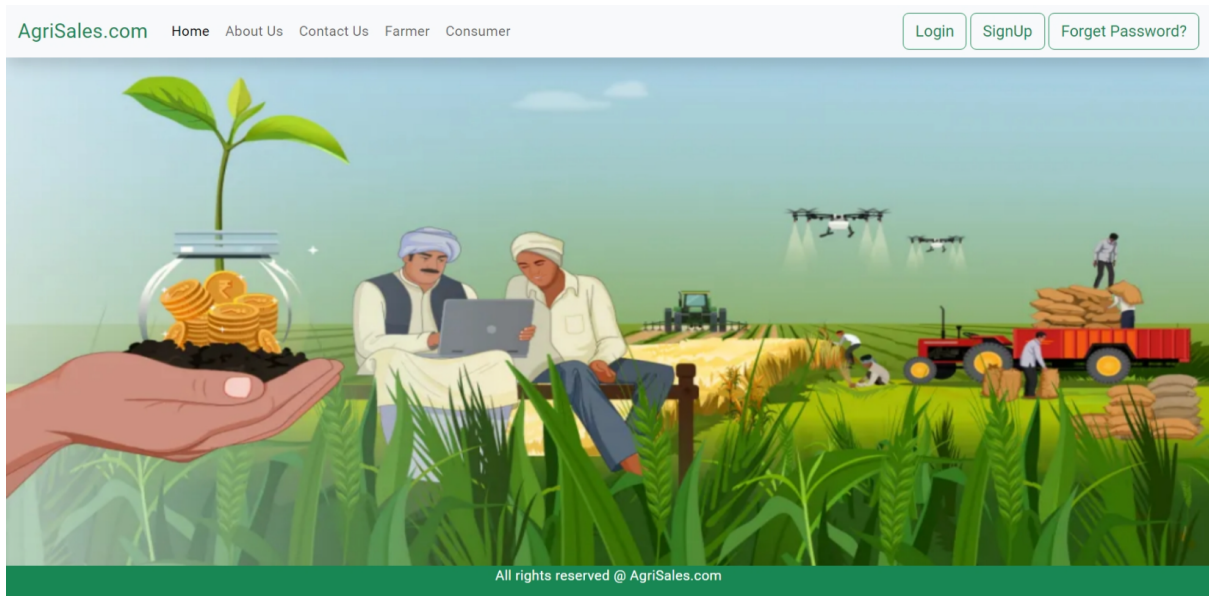 AgriSales.com Home About Us Contact Us Farmer Consumer Login SignUp Forget Password?
₹
All rights reserved @ AgriSales.com